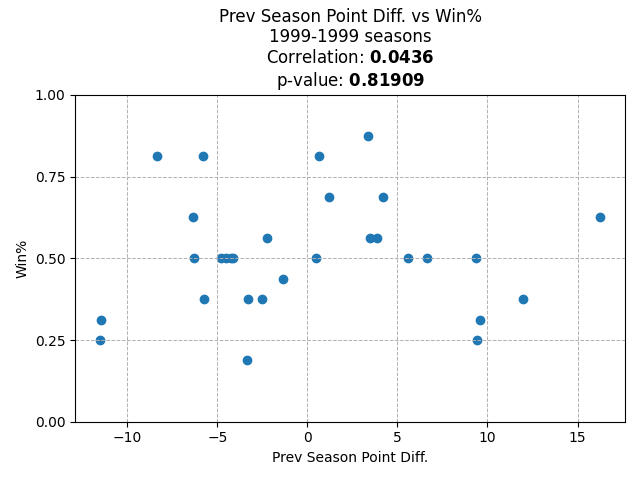 Prev Season Point Diff. vs Win%
1999-1999 seasons
Correlation: 0.0436
p-value: 0.81909
1.00
0.75
0.50
0.25
0.00
Win%
−10
−5
0
5
10
15
Prev Season Point Diff.